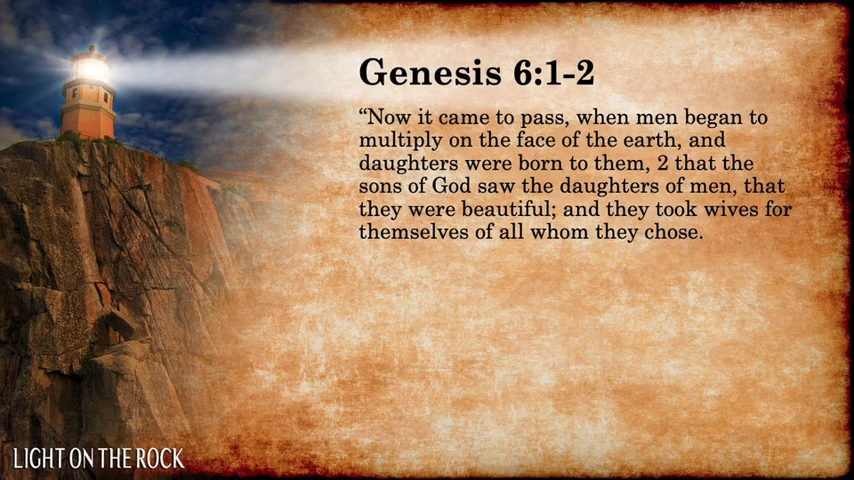 Genesis 6:1-2
“Now it came to pass, when men began to
multiply on the face of the earth, and
daughters were born to them, 2 that the
sons of God saw the daughters of men, that
they were beautiful; and they took wives for
themselves of all whom they chose.
LIGHT ON THE ROCK